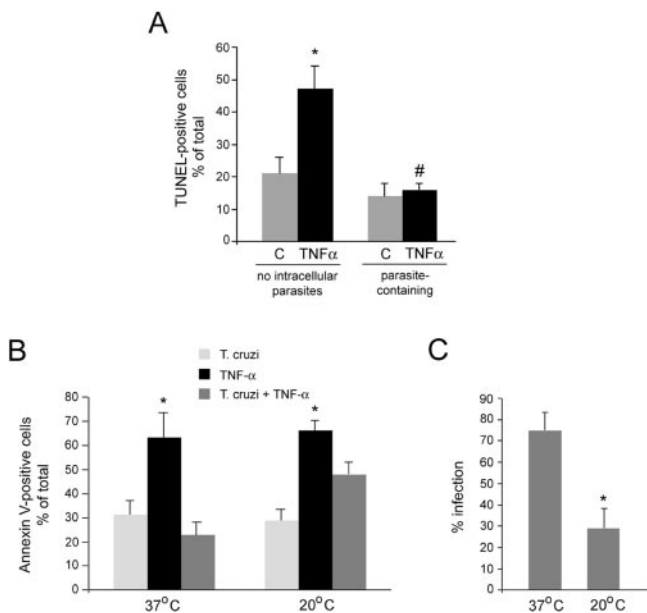 A
TUNEL-positive cells
% of total
60
50
40
30
20
10
0
*
#
C TNFα C TNFα
no intracellular parasites
parasite-containing
B
T. cruzi
TNF-α
T. cruzi + TNF-α
Annexin V-positive cells
% of total
80
70
60
50
40
30
20
10
0
*
*
37°C 20°C
C
% infection
90
80
70
60
50
40
30
20
10
0
*
37°C 20°C